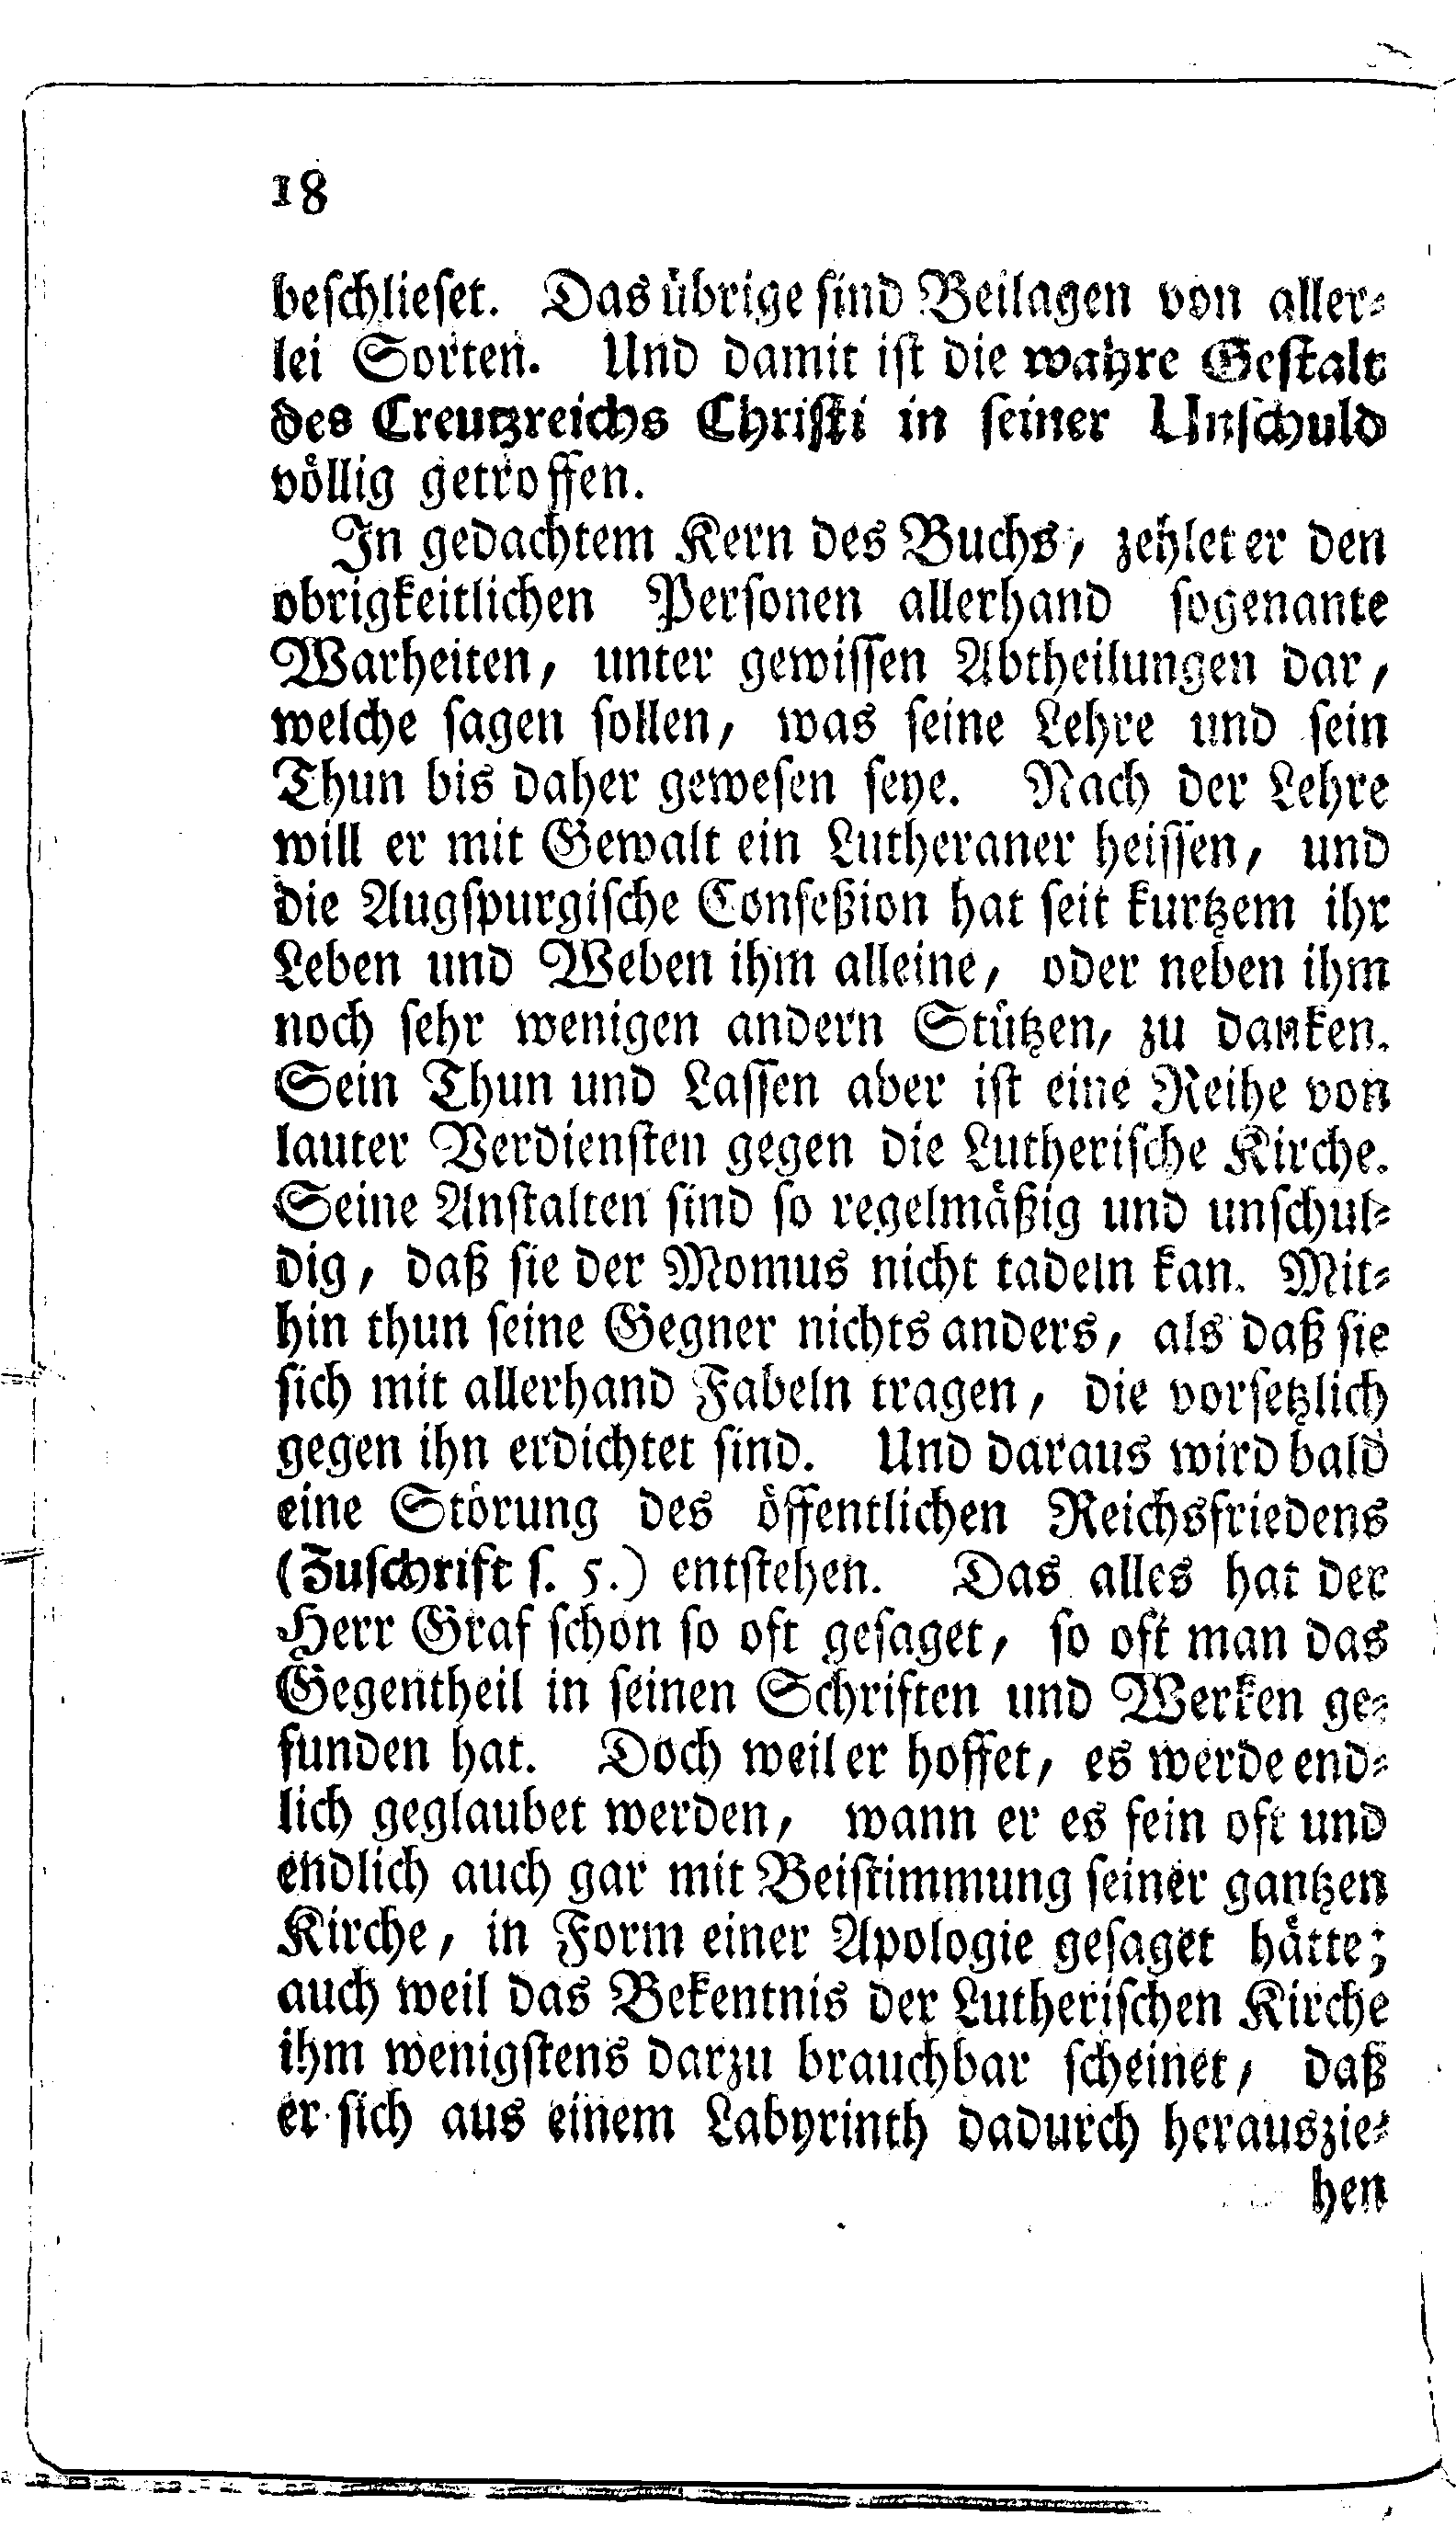 18
beſchlieſet. Das übrige ſind Beilagen von aller-
lei Sorten. Und damit iſt die wahre Geſtalt
des Creutzreichs Chriſti in ſeiner Unſchuld
völlig getroffen.
In gedachtem Kern des Buchs, zehlet er den
obrigkeitlichen Perſonen allerhand ſogenante
Warheiten, unter gewiſſen Abtheilungen dar,
welche ſagen ſollen, was ſeine Lehre und ſein
Thun bis daher geweſen ſeye. Nach der Lehre
will er mit Gewalt ein Lutheraner heiſſen, und
die Augſpurgiſche Confeßion hat ſeit kurtzem ihr
Leben und Weben ihm alleine, oder neben ihm
noch ſehr wenigen andern Stützen, zu danken.
Sein Thun und Laſſen aber iſt eine Reihe von
lauter Verdienſten gegen die Lutheriſche Kirche.
Seine Anſtalten ſind ſo regelmäßig und unſchul-
dig, daß ſie der Momus nicht tadeln kan. Mit-
hin thun ſeine Gegner nichts anders, als daß ſie
ſich mit allerhand Fabeln tragen, die vorſetzlich
gegen ihn erdichtet ſind. Und daraus wird bald
eine Störung des öffentlichen Reichsfriedens
(Zuſchrift ſ. 5.) entſtehen. Das alles hat der
Herr Graf ſchon ſo oft geſaget, ſo oft man das
Gegentheil in ſeinen Schriften und Werken ge-
funden hat. Doch weil er hoffet, es werde end-
lich geglaubet werden, wann er es fein oft und
endlich auch gar mit Beiſtimmung ſeiner gantzen
Kirche, in Form einer Apologie geſaget hätte;
auch weil das Bekentnis der Lutheriſchen Kirche
ihm wenigſtens darzu brauchbar ſcheinet, daß
er ſich aus einem Labyrinth dadurch herauszie-
hen